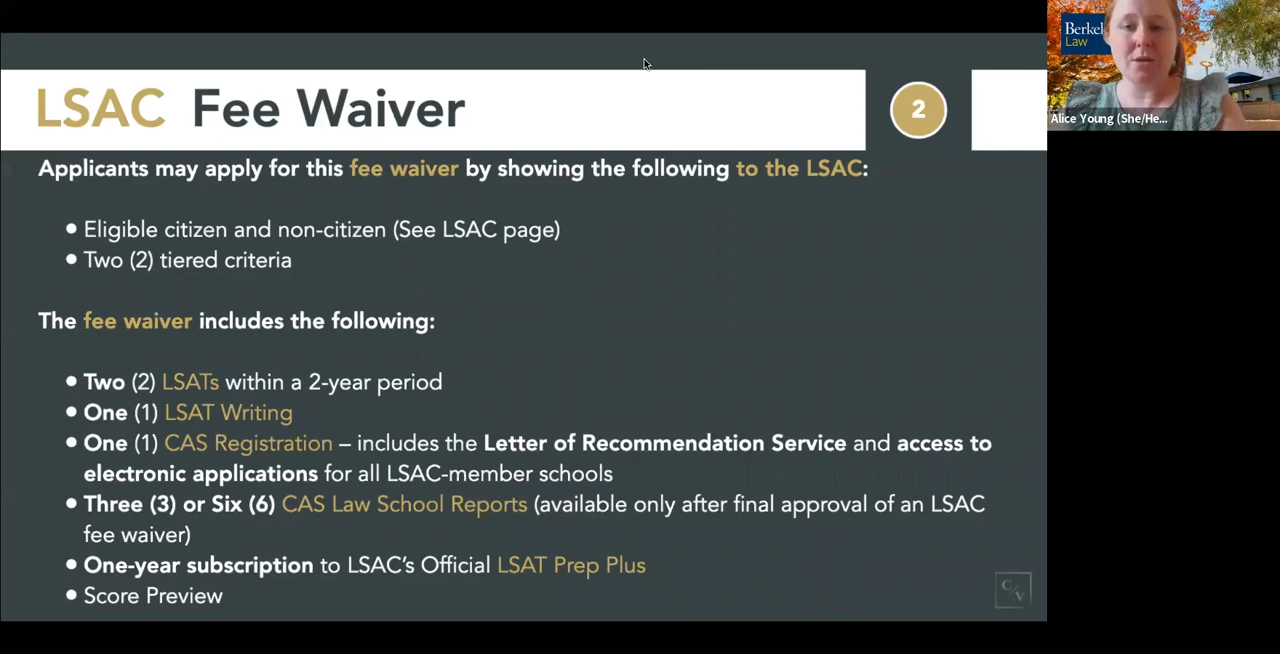 LSAC Fee Waiver
2
Applicants may apply for this fee waiver by showing the following to the LSAC:
● Eligible citizen and non-citizen (See LSAC page)
● Two (2) tiered criteria
The fee waiver includes the following:
● Two (2) LSATs within a 2-year period
● One (1) LSAT Writing
● One (1) CAS Registration – includes the Letter of Recommendation Service and access to
electronic applications for all LSAC-member schools
● Three (3) or Six (6) CAS Law School Reports (available only after final approval of an LSAC
fee waiver)
● One-year subscription to LSAC’s Official LSAT Prep Plus
● Score Preview
C/V
Berkel
Law
Alice Young (She/He...